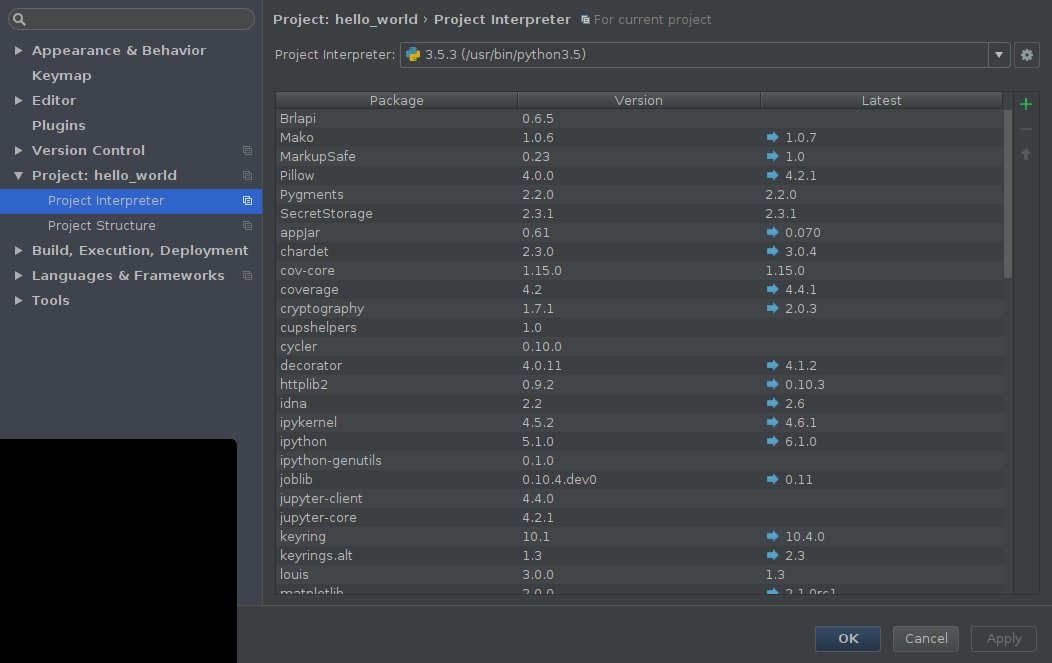 Project: hello_world › Project Interpreter For current project
Appearance & Behavior
Keymap
Editor
Plugins
Version Control
Project: hello_world
Project Interpreter
Project Structure
Build, Execution, Deployment
Languages & Frameworks
Tools
Project Interpreter: 3.5.3 (/usr/bin/python3.5)
Package Version Latest
Brlapi 0.6.5
Mako 1.0.6 1.0.7
MarkupSafe 0.23 1.0
Pillow 4.0.0 4.2.1
Pygments 2.2.0 2.2.0
SecretStorage 2.3.1 2.3.1
appJar 0.61 0.070
chardet 2.3.0 3.0.4
cov-core 1.15.0 1.15.0
coverage 4.2 4.4.1
cryptography 1.7.1 2.0.3
cupshelpers 1.0
cycler 0.10.0
decorator 4.0.11 4.1.2
httplib2 0.9.2 0.10.3
idna 2.2 2.6
ipykernel 4.5.2 4.6.1
ipython 5.1.0 6.1.0
ipython-genutils 0.1.0
joblib 0.10.4.dev0 0.11
jupyter-client 4.4.0
jupyter-core 4.2.1
keyring 10.1 10.4.0
keyrings.alt 1.3 2.3
louis 3.0.0 1.3
matplotlib 2.0.0 2.1.0rc1
OK Cancel Apply